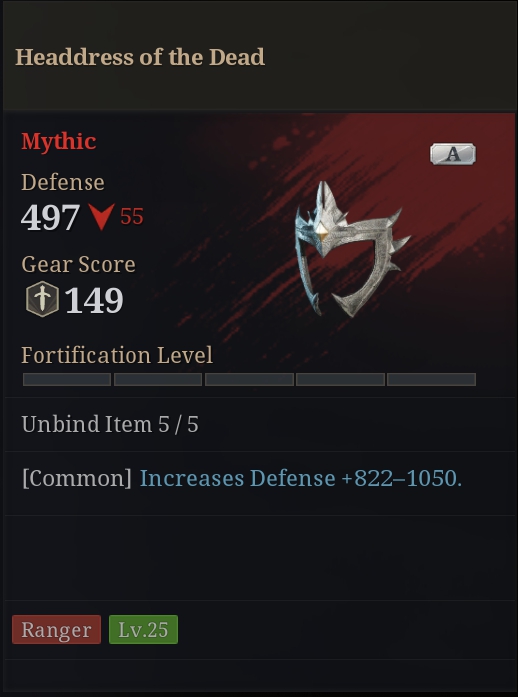 Headdress of the Dead
Mythic
A
Defense
497 55
Gear Score
149
Fortification Level
Unbind Item 5 / 5
[Common] Increases Defense +822–1050.
Ranger Lv.25